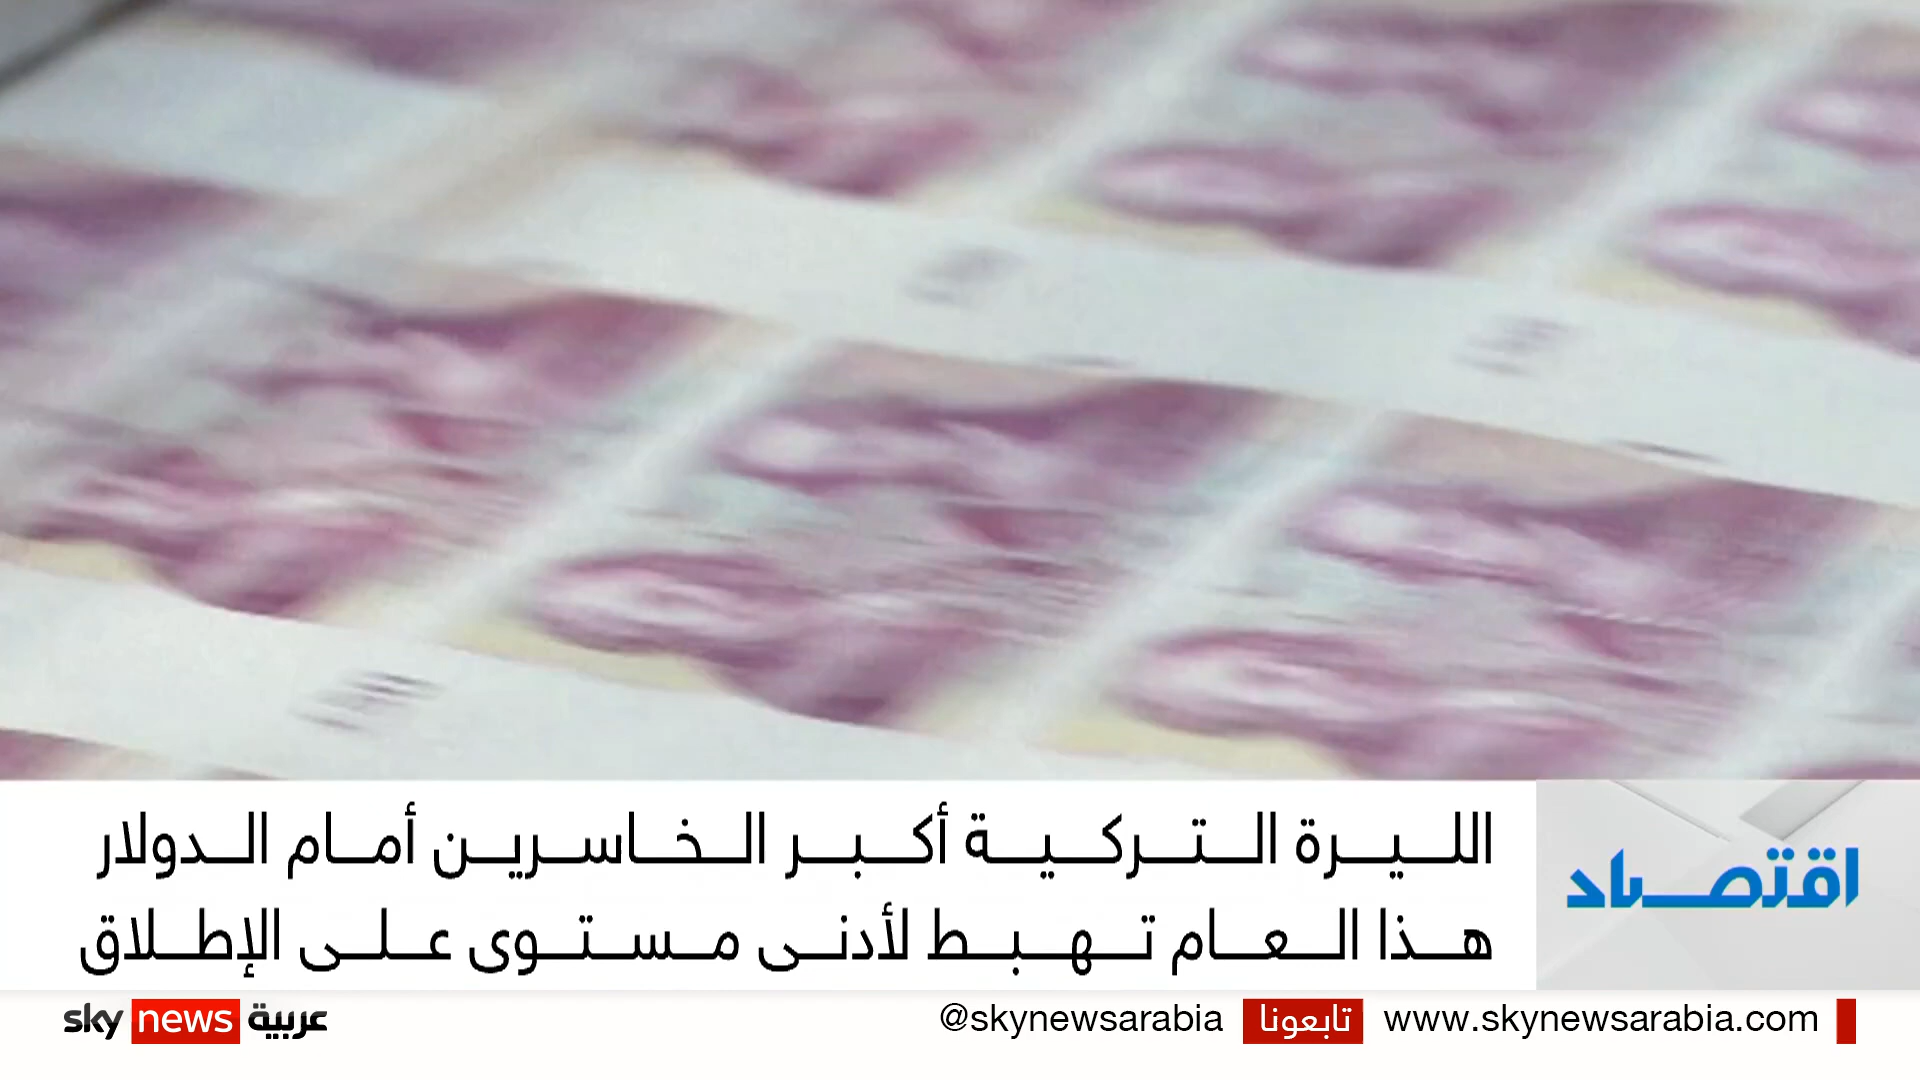 الليرة التركية أكبر الخاسرين أمام الدولار
هذا العام تهبط لأدنى مستوى على الإطلاق
اقتصاد
sky news عربية
@skynewsarabia تابعونا www.skynewsarabia.com